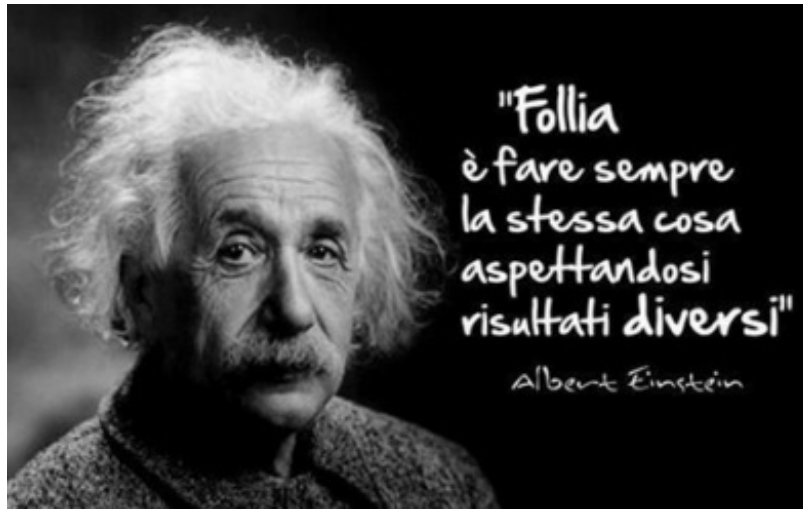 "Follia
è fare sempre
la stessa cosa
aspettandosi
risultati diversi"
Albert Einstein